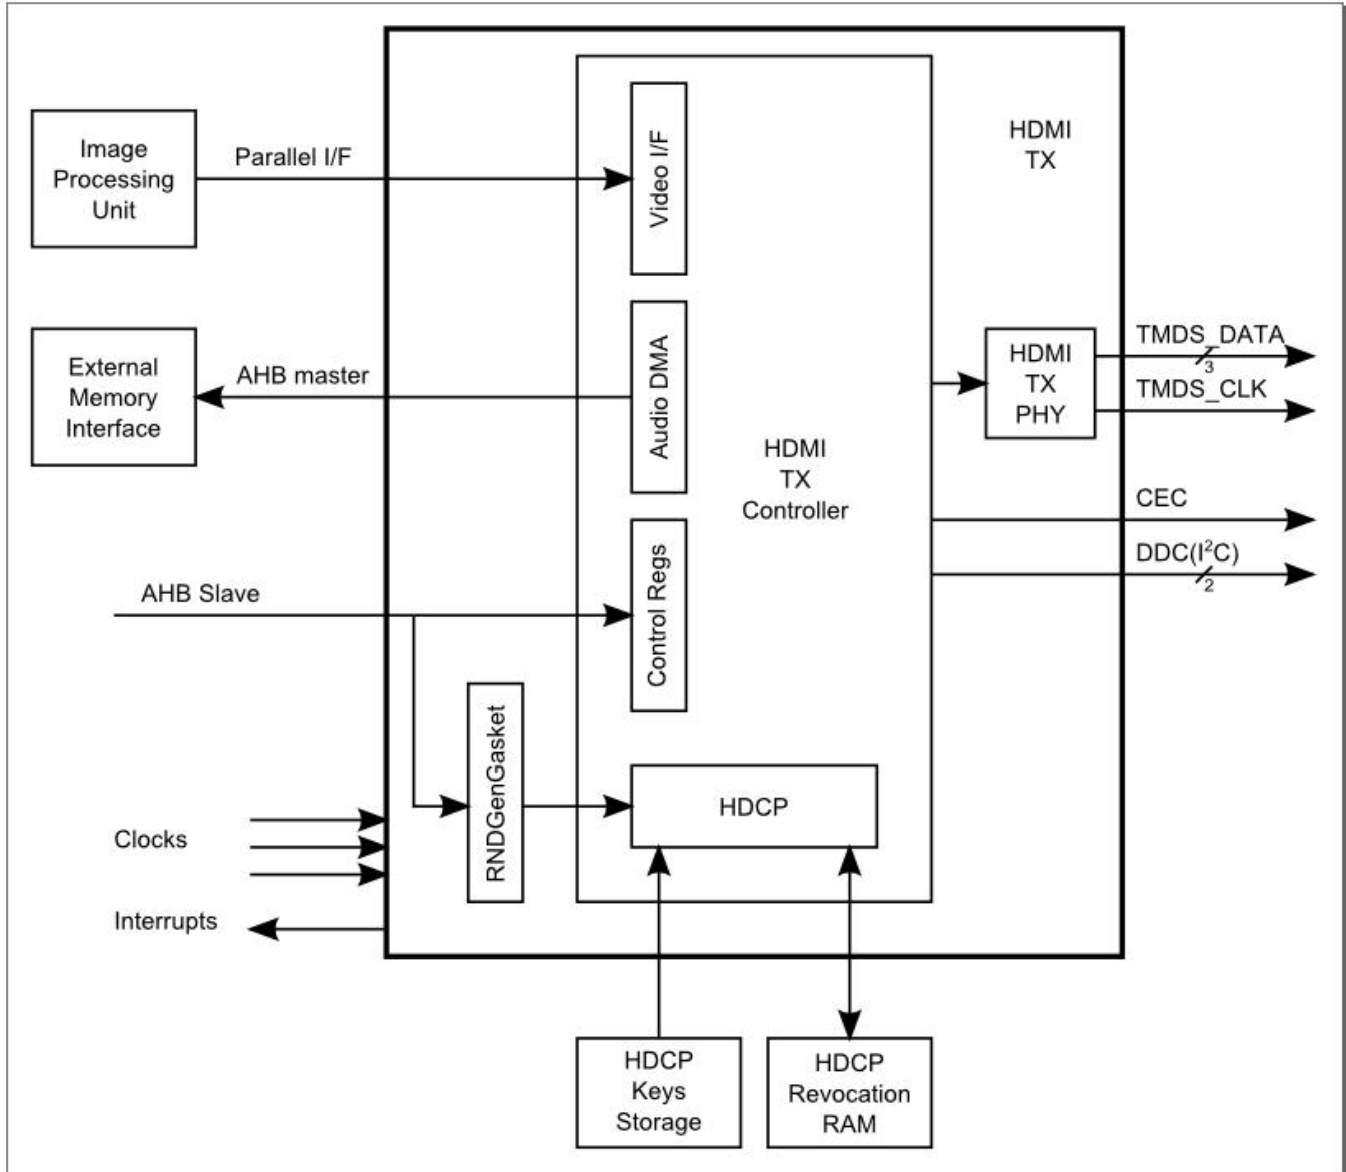 Image
Processing
Unit
Parallel I/F
Video I/F
HDMI
TX
External
Memory
Interface
AHB master
Audio DMA
HDMI
TX
Controller
HDMI
TX
PHY
TMDS_DATA
3
TMDS_CLK
CEC
DDC(I²C)
2
AHB Slave
Control Regs
RNDGenGasket
HDCP
Clocks
Interrupts
HDCP
Keys
Storage
HDCP
Revocation
RAM